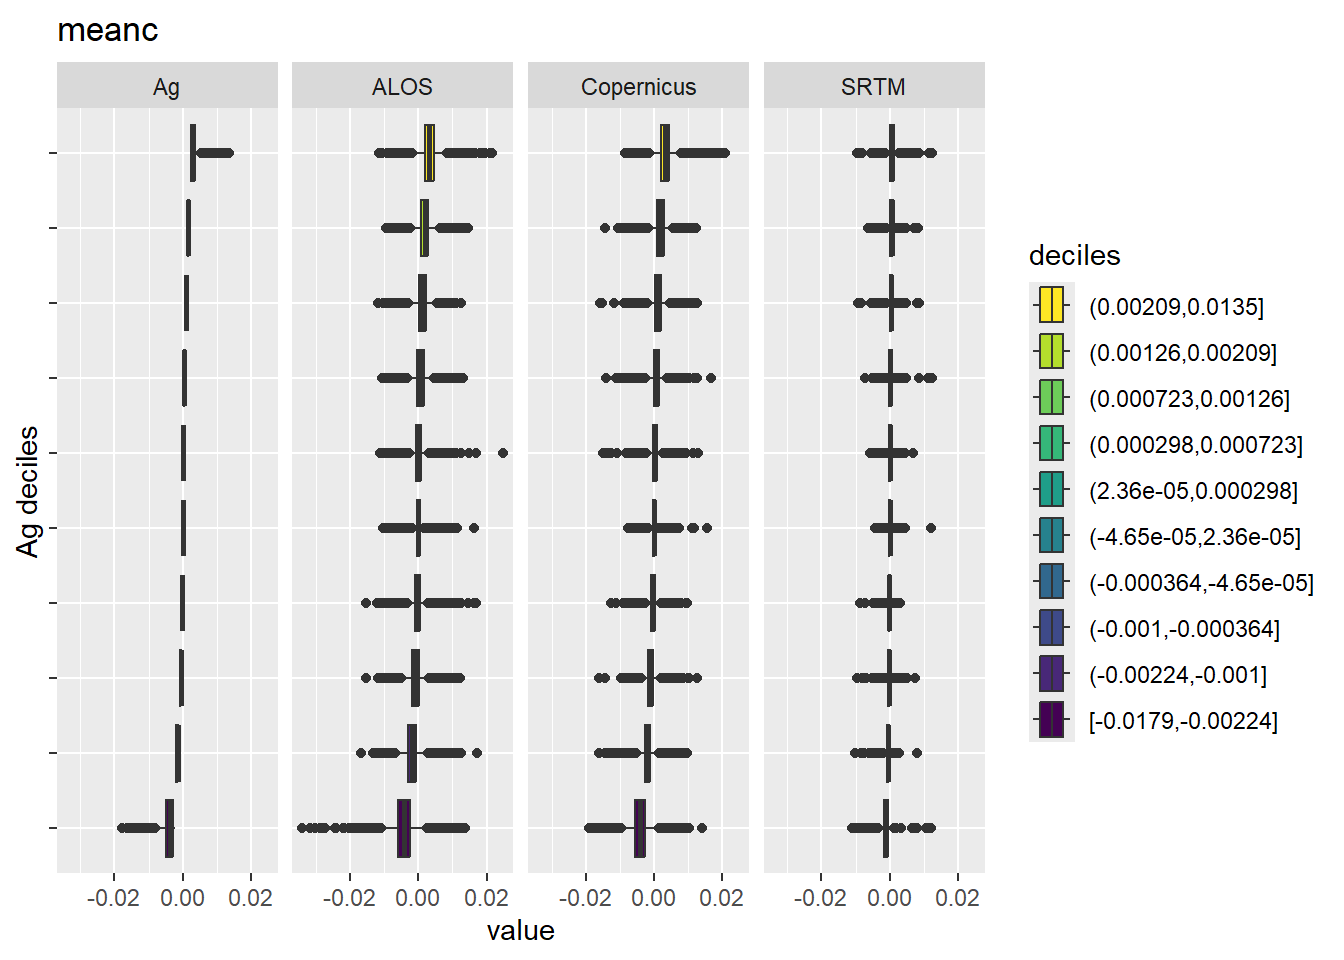 meanc
Ag ALOS Copernicus SRTM
Ag deciles
-0.02 0.00 0.02 -0.02 0.00 0.02 -0.02 0.00 0.02 -0.02 0.00 0.02
value
deciles
(0.00209,0.0135]
(0.00126,0.00209]
(0.000723,0.00126]
(0.000298,0.000723]
(2.36e-05,0.000298]
(-4.65e-05,2.36e-05]
(-0.000364,-4.65e-05]
(-0.001,-0.000364]
(-0.00224,-0.001]
[-0.0179,-0.00224]